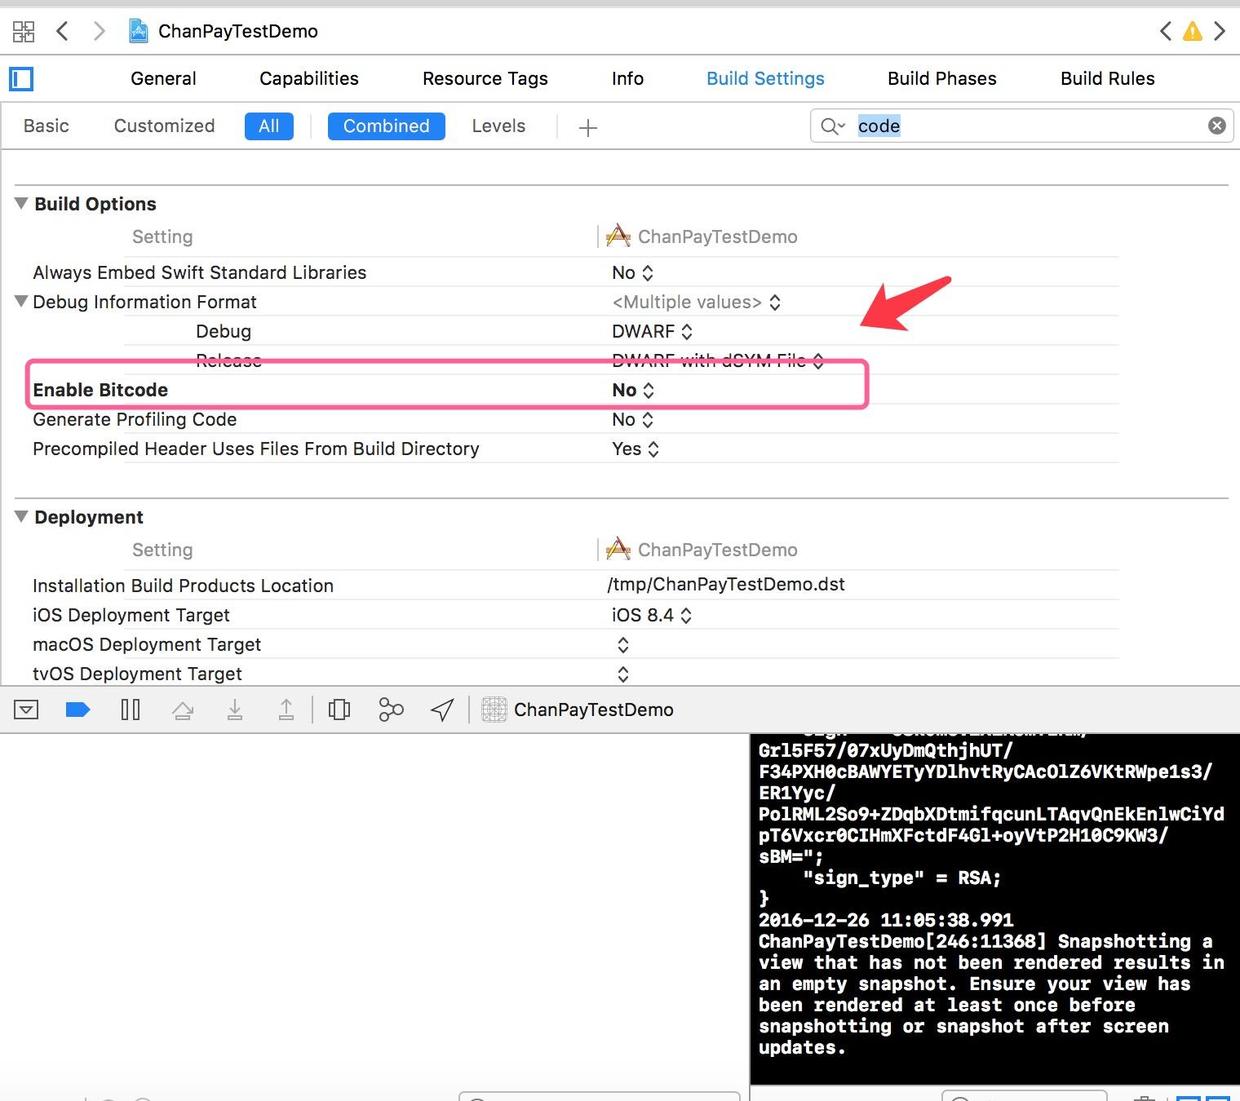 ChanPayTestDemo
General Capabilities Resource Tags Info Build Settings Build Phases Build Rules
Basic Customized All Combined Levels + code
Build Options
Setting ChanPayTestDemo
Always Embed Swift Standard Libraries No
Debug Information Format <Multiple values>
Debug DWARF
Release DWARF with dSYM File
Enable Bitcode No
Generate Profiling Code No
Precompiled Header Uses Files From Build Directory Yes
Deployment
Setting ChanPayTestDemo
Installation Build Products Location /tmp/ChanPayTestDemo.dst
iOS Deployment Target iOS 8.4
macOS Deployment Target
tvOS Deployment Target
ChanPayTestDemo
Grl5F57/07xUyDmQthjhUT/
F34PXH0cBAWYETyYDlhvtRyCAcOlZ6VKtRWpe1s3/
ER1Yyc/
PolRML2So9+ZDqbXDtmifqcunLTAqvQnEkEnlwCiYd
pT6Vxcr0CIHmXFctdF4Gl+oyVtP2H10C9KW3/
sBM=";
"sign_type" = RSA;
}
2016-12-26 11:05:38.991
ChanPayTestDemo[246:11368] Snapshotting a
view that has not been rendered results in
an empty snapshot. Ensure your view has
been rendered at least once before
snapshotting or snapshot after screen
updates.